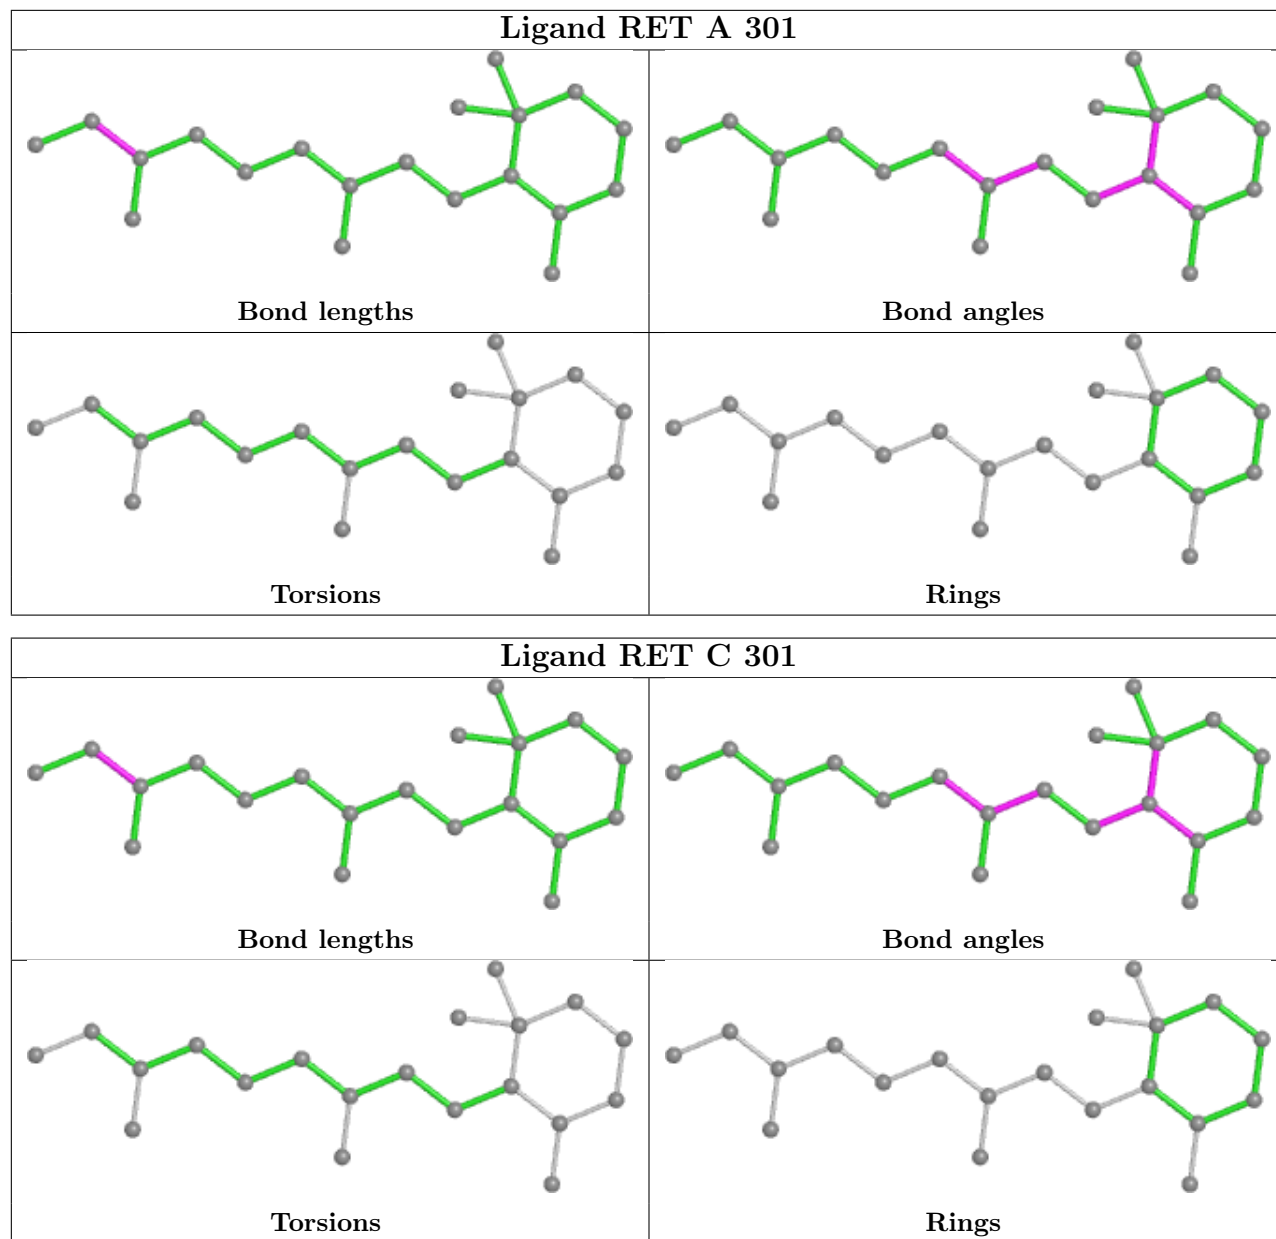 Ligand RET A 301
Bond lengths
Bond angles
Torsions
Rings
Ligand RET C 301
Bond lengths
Bond angles
Torsions
Rings